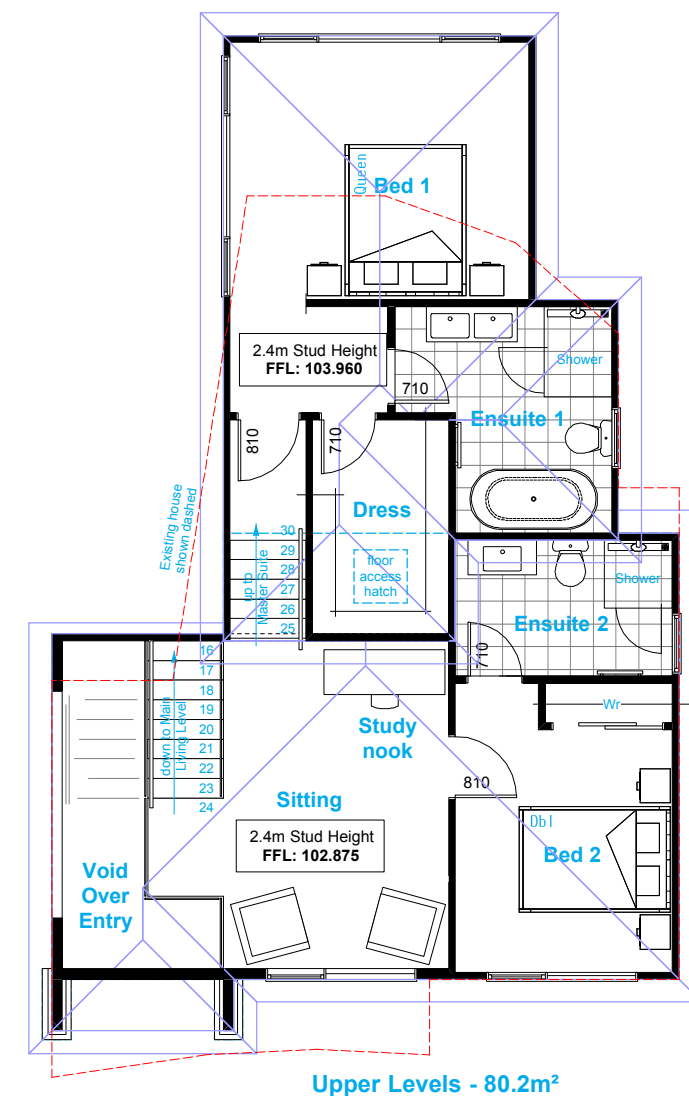 Queen
Bed 1
2.4m Stud Height
FFL: 103.960
710
Shower
Ensuite 1
810
710
Dress
Existing house
shown dashed
floor
access
hatch
up to
Master Suite
30
29
28
27
26
25
Shower
Ensuite 2
710
16
17
18
19
20
21
22
23
24
down to Main
Living Level
Study
nook
Wr
810
Sitting
2.4m Stud Height
FFL: 102.875
Dbl
Bed 2
Void
Over
Entry
Upper Levels - 80.2m²